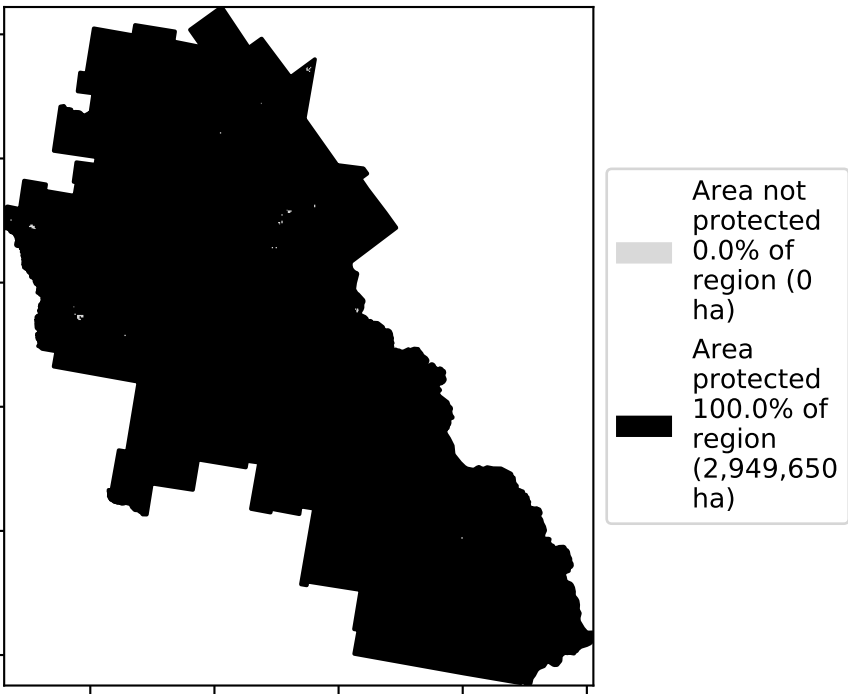 Area not
protected
0.0% of
region (0
ha)
Area
protected
100.0% of
region
(2,949,650
ha)